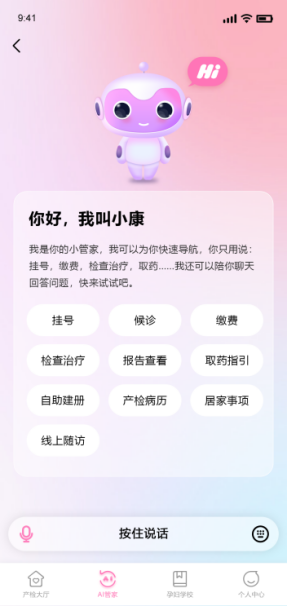 9:41
Hi
你好，我叫小康
我是你的小管家，我可以为你快速导航，你只用说：
挂号，缴费，检查治疗，取药......我还可以陪你聊天
回答问题，快来试试吧。
挂号 候诊 缴费
检查治疗 报告查看 取药指引
自助建册 产检病历 居家事项
线上随访
按住说话
产检大厅 AI管家 孕妇学校 个人中心